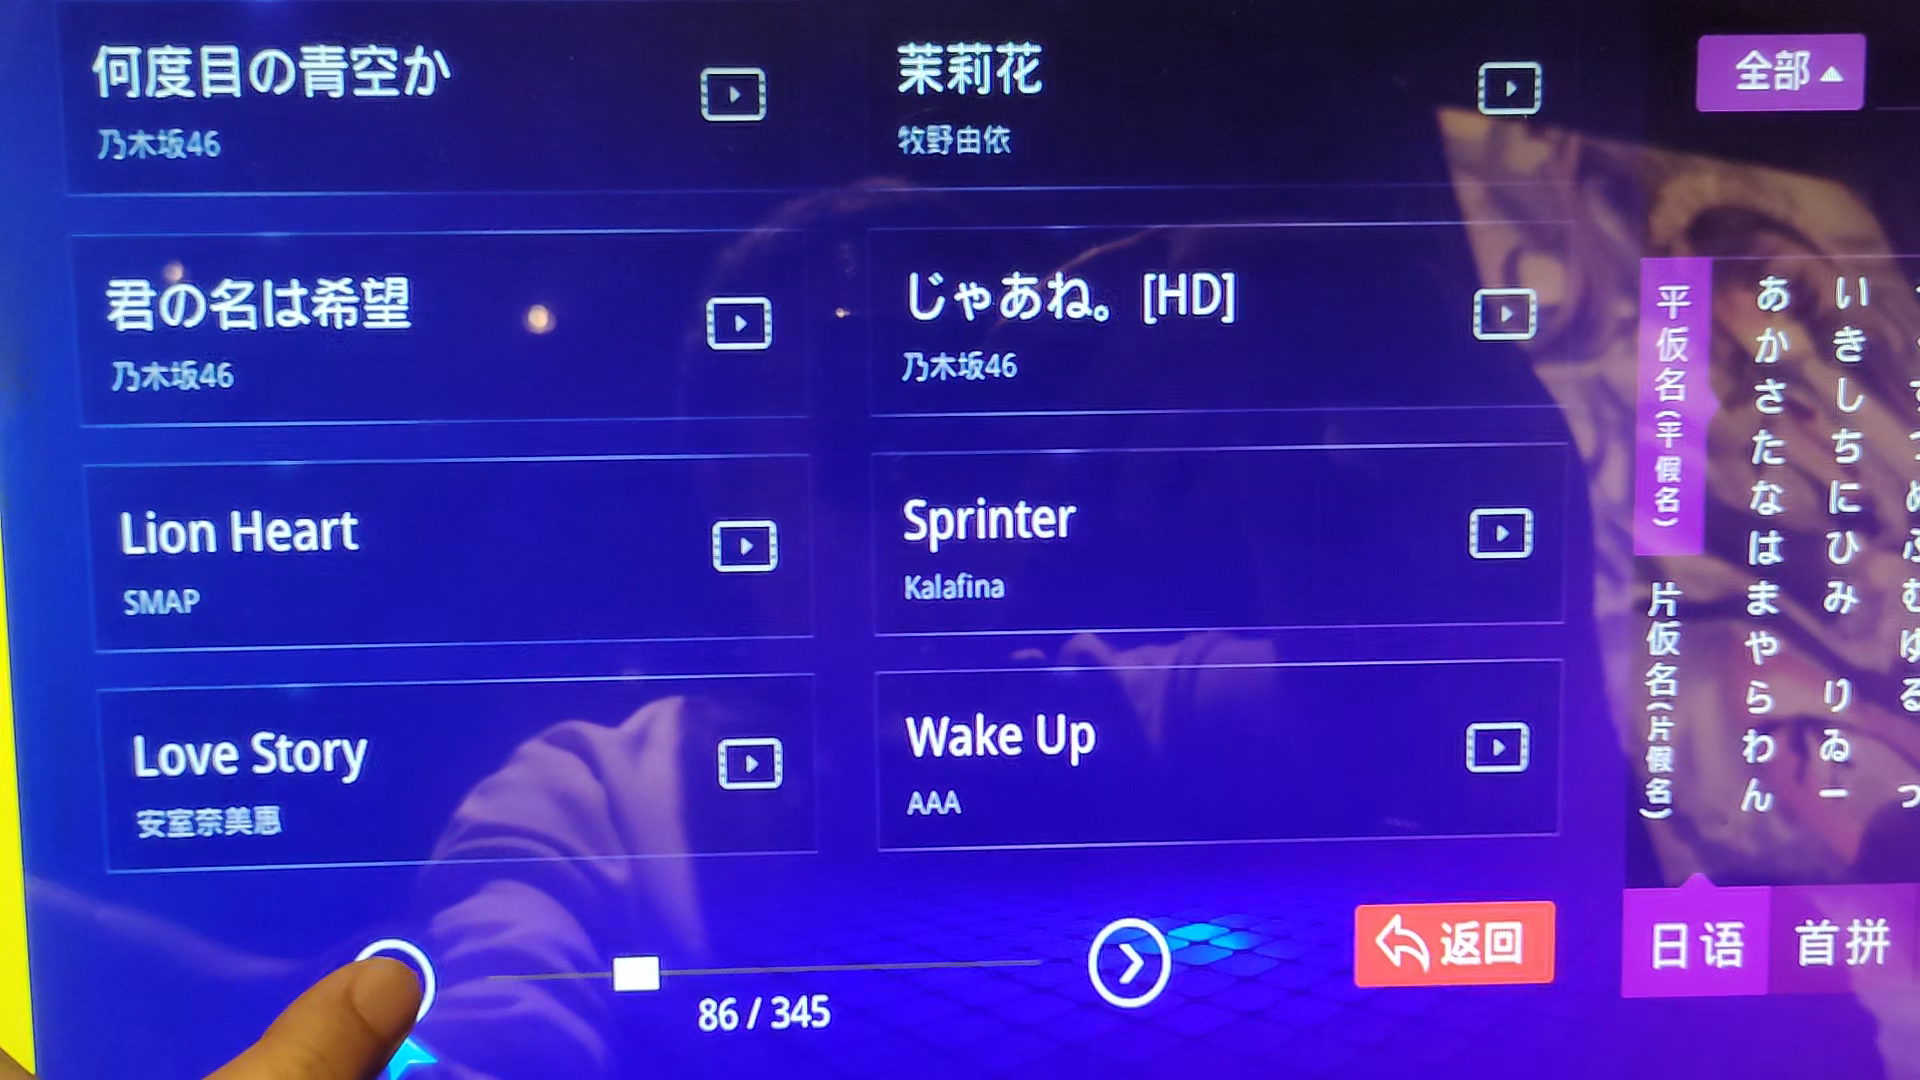 何度目の青空か
乃木坂46
茉莉花
牧野由依
君の名は希望
乃木坂46
じゃあね。[HD]
乃木坂46
Lion Heart
SMAP
Sprinter
Kalafina
Love Story
安室奈美惠
Wake Up
AAA
86 / 345
返回
全部
平仮名(平假名)
片仮名(片假名)
あかさたなはまやらわん
いきしちにひみ りゐー
日语
首拼